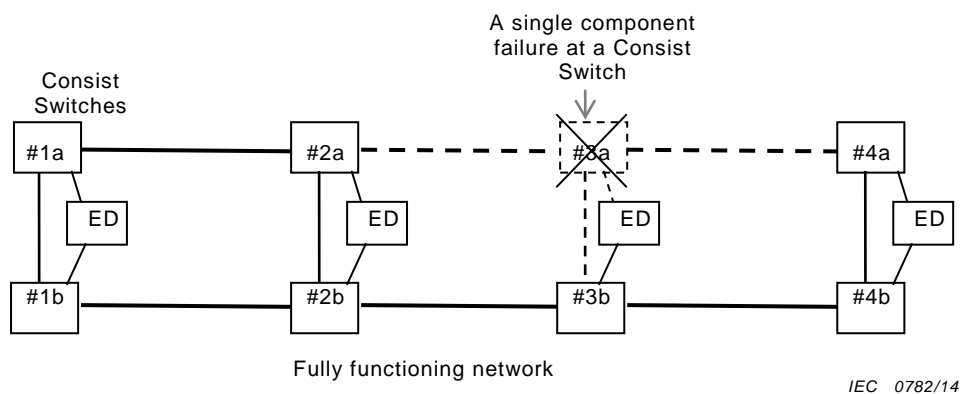 A single component
failure at a Consist
Switch
Consist
Switches
#1a
#2a
#3a
#4a
ED
ED
ED
ED
#1b
#2b
#3b
#4b
Fully functioning network
IEC 0782/14